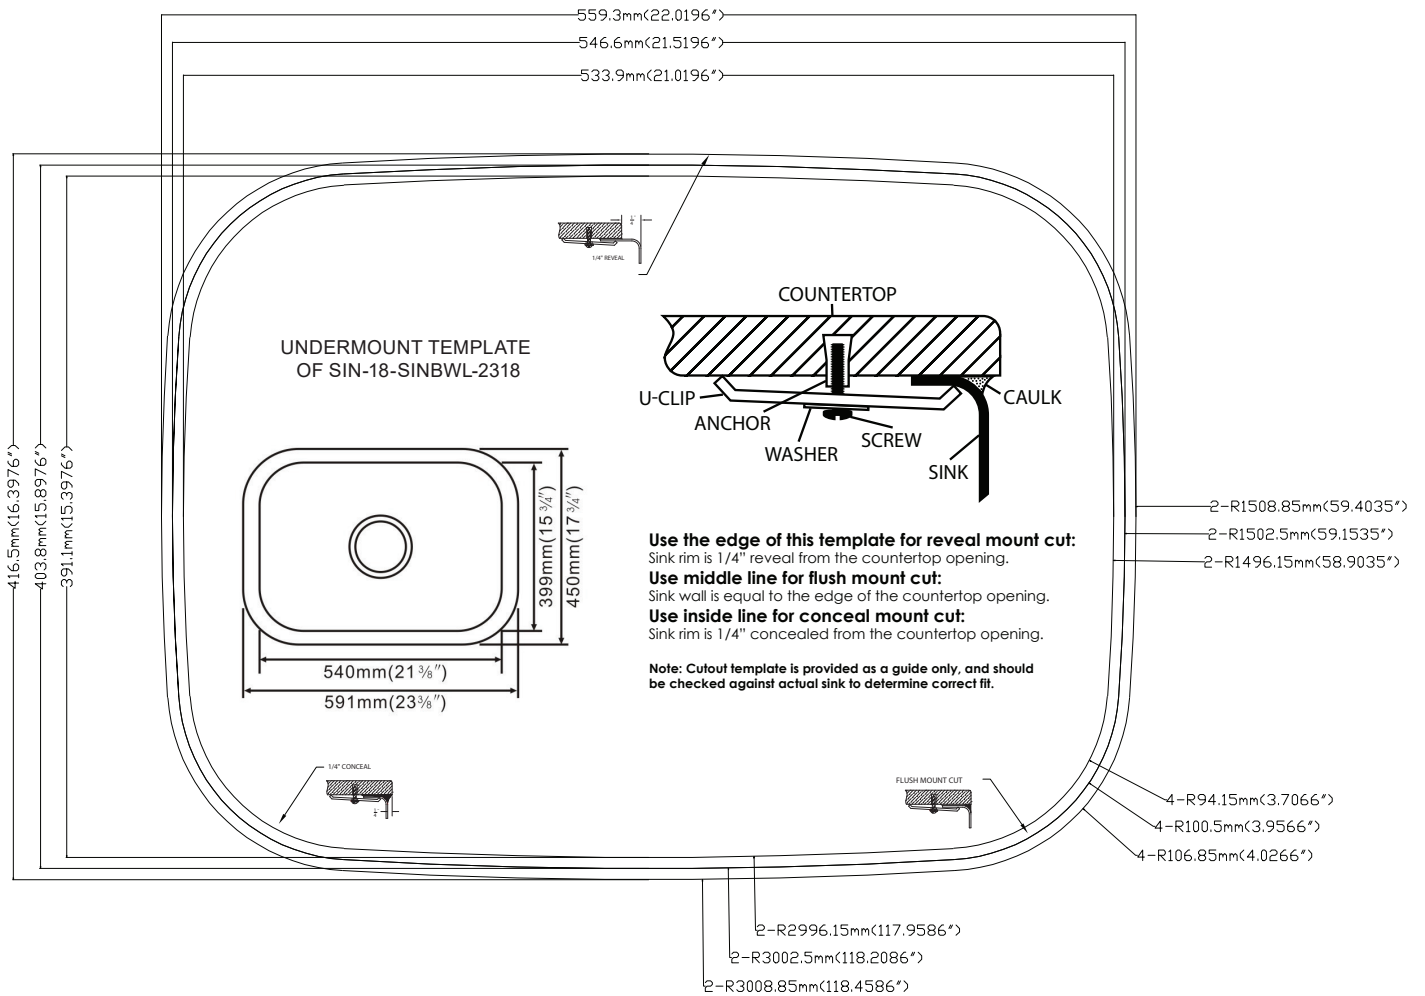 559.3mm(22.0196″)
546.6mm(21.5196″)
533.9mm(21.0196″)
416.5mm(16.3976″)
403.8mm(15.8976″)
391.1mm(15.3976″)
1/4" REVEAL
UNDERMOUNT TEMPLATE
OF SIN-18-SINBWL-2318
COUNTERTOP
U-CLIP
ANCHOR
WASHER
SCREW
CAULK
SINK
399mm(15 ¾″)
450mm(17 ¾″)
540mm(21 ⅜″)
591mm(23⅜″)
Use the edge of this template for reveal mount cut:
Sink rim is 1/4” reveal from the countertop opening.
Use middle line for flush mount cut:
Sink wall is equal to the edge of the countertop opening.
Use inside line for conceal mount cut:
Sink rim is 1/4” concealed from the countertop opening.
Note: Cutout template is provided as a guide only, and should
be checked against actual sink to determine correct fit.
2-R1508.85mm(59.4035″)
2-R1502.5mm(59.1535″)
2-R1496.15mm(58.9035″)
1/4" CONCEAL
FLUSH MOUNT CUT
4-R94.15mm(3.7066″)
4-R100.5mm(3.9566″)
4-R106.85mm(4.0266″)
2-R2996.15mm(117.9586″)
2-R3002.5mm(118.2086″)
2-R3008.85mm(118.4586″)